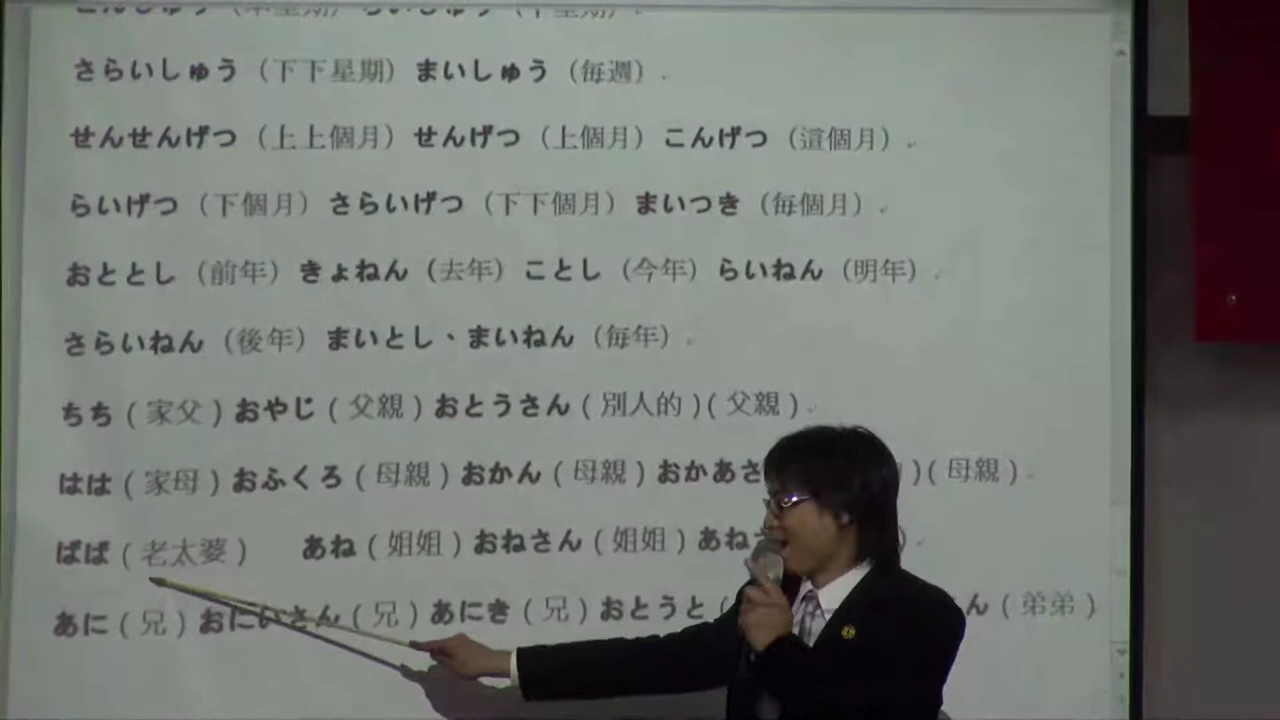 さらいしゅう（下下星期）まいしゅう（毎週）
せんせんげつ（上上個月）せんげつ（上個月）こんげつ（這個月）
らいげつ（下個月）さらいげつ（下下個月）まいつき（毎個月）
おととし（前年）きょねん（去年）ことし（今年）らいねん（明年）
さらいねん（後年）まいとし、まいねん（毎年）
ちち(家父)おやじ(父親)おとうさん(別人的)(父親)
はは(家母)おふくろ(母親)おかん(母親)おかあさ )(母親)
ばば(老太婆) あね(姐姐)おねさん(姐姐)あね )
あに(兄)おにいさん(兄)あにき(兄)おとうと( ん(弟弟)